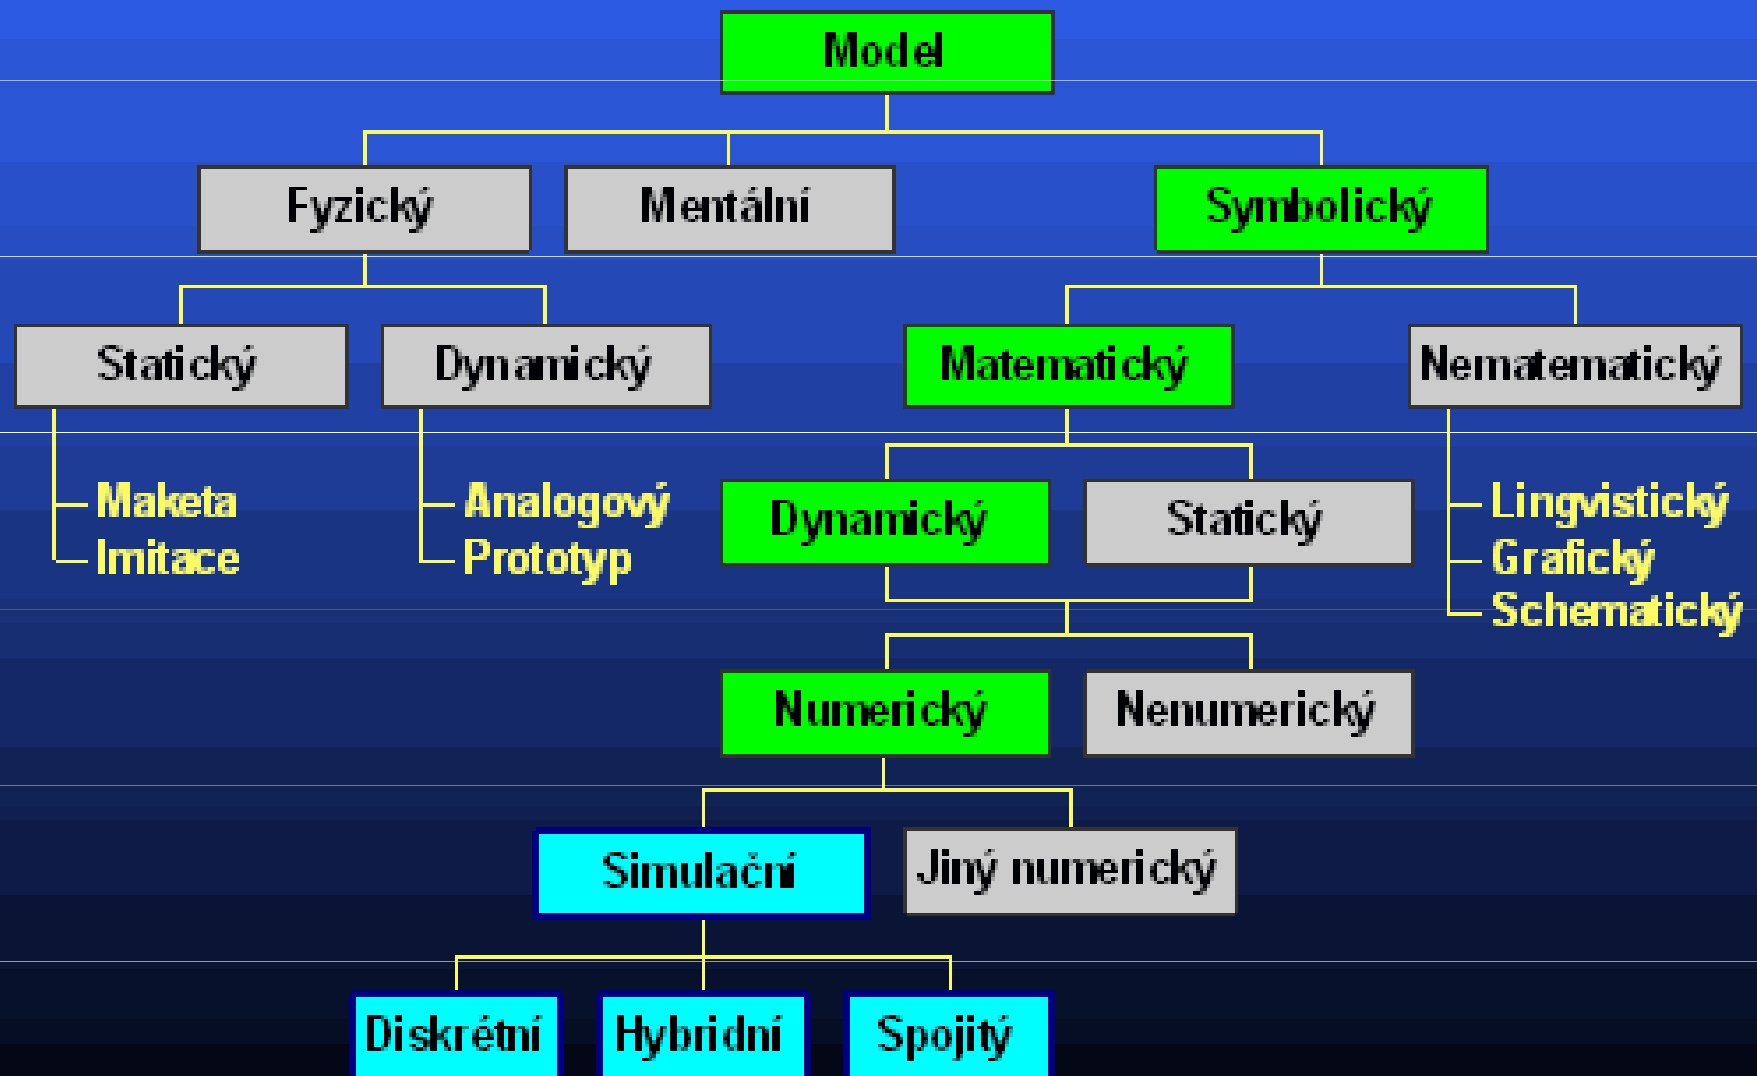 Model
Fyzický
Mentální
Symbolický
Statický
Dynamický
Matematický
Nematematický
Maketa
Imitace
Analogový
Prototyp
Dynamický
Statický
Lingvistický
Grafický
Schematický
Numerický
Nenumerický
Simulační
Jiný numerický
Diskrétní
Hybridní
Spojitý